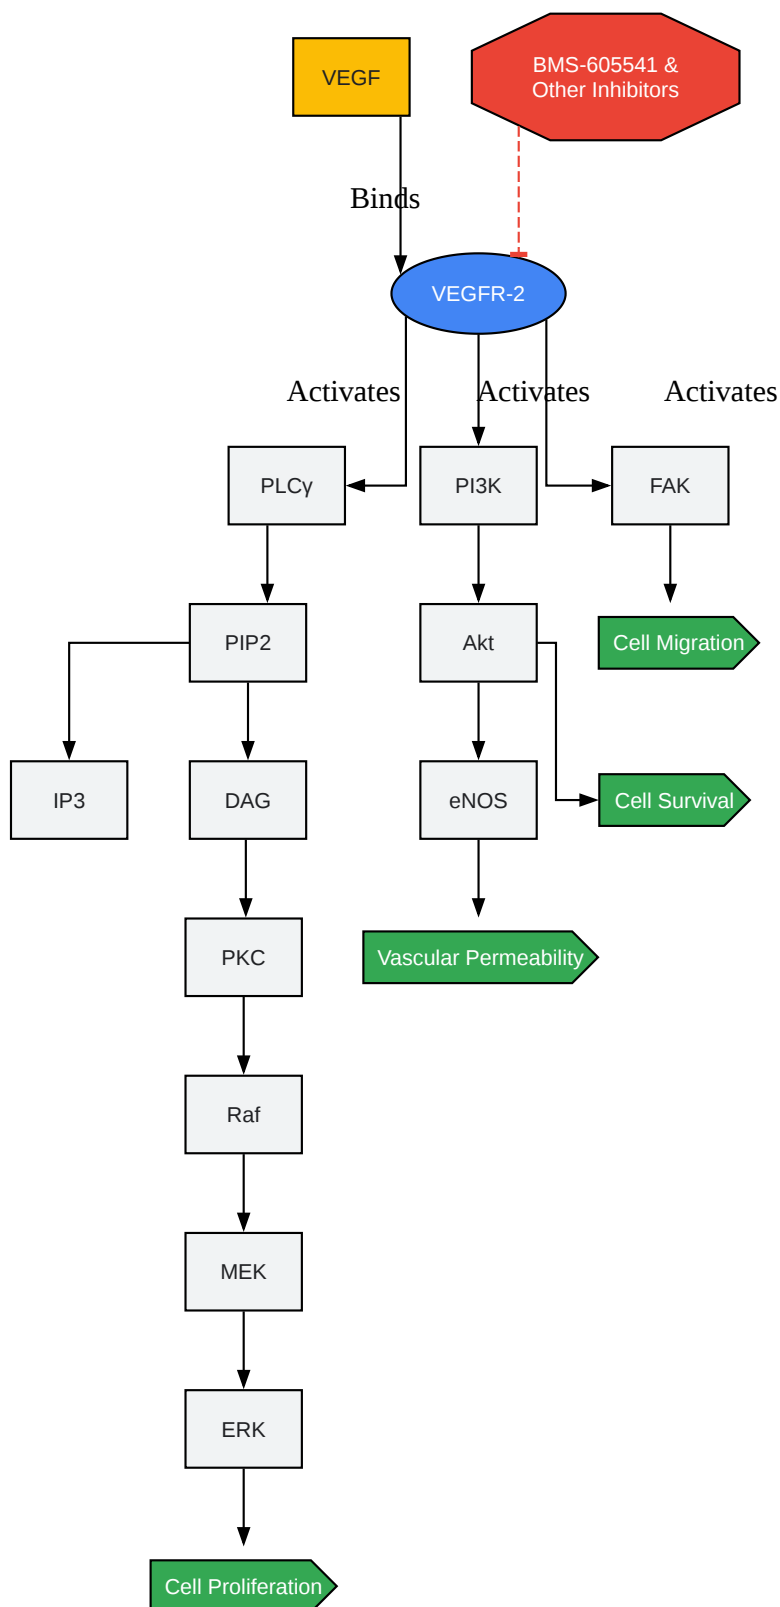 VEGF
BMS-605541 &
Other Inhibitors
Binds
VEGFR-2
Activates
Activates
Activates
PLCγ
PI3K
FAK
PIP2
Akt
Cell Migration
IP3
DAG
eNOS
Cell Survival
PKC
Vascular Permeability
Raf
MEK
ERK
Cell Proliferation